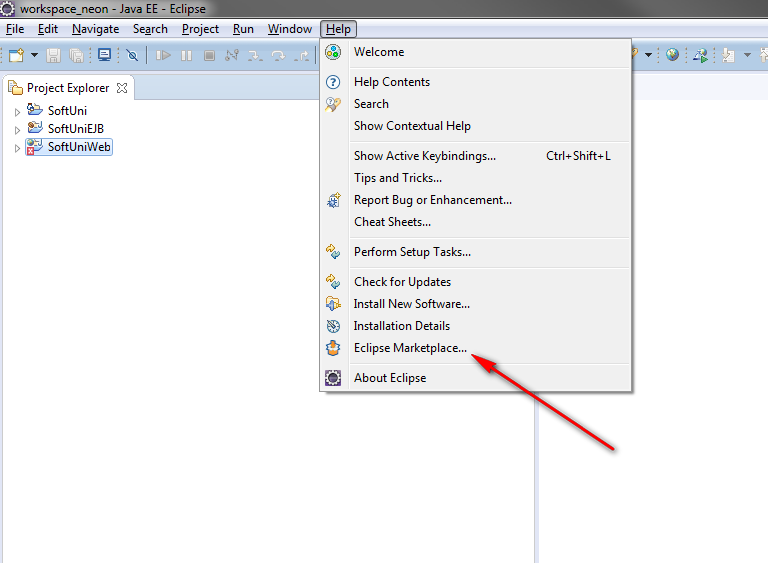 workspace_neon - Java EE - Eclipse
File Edit Navigate Search Project Run Window Help
Project Explorer
SoftUni
SoftUniEJB
SoftUniWeb
Welcome
Help Contents
Search
Show Contextual Help
Show Active Keybindings... Ctrl+Shift+L
Tips and Tricks...
Report Bug or Enhancement...
Cheat Sheets...
Perform Setup Tasks...
Check for Updates
Install New Software...
Installation Details
Eclipse Marketplace...
About Eclipse